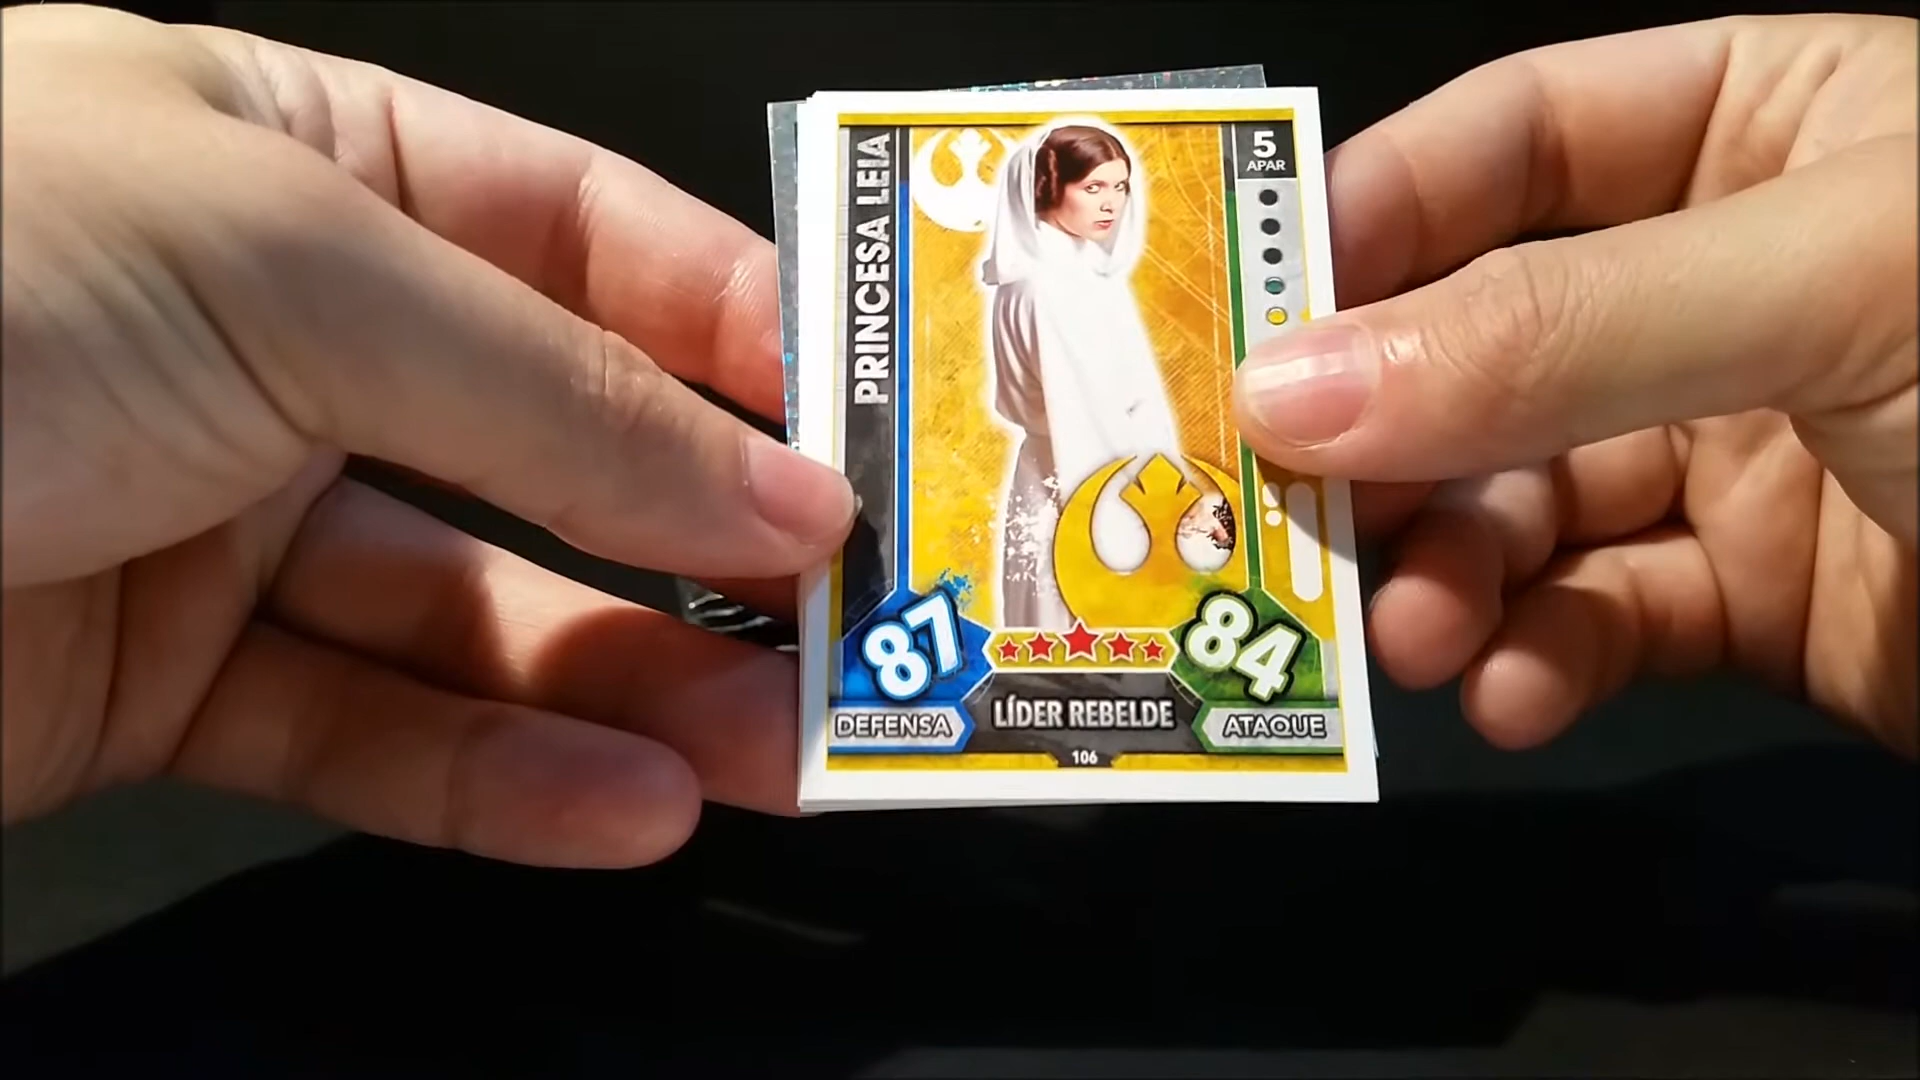 PRINCESA LEIA
5
APAR
87
84
DEFENSA
LÍDER REBELDE
ATAQUE
106